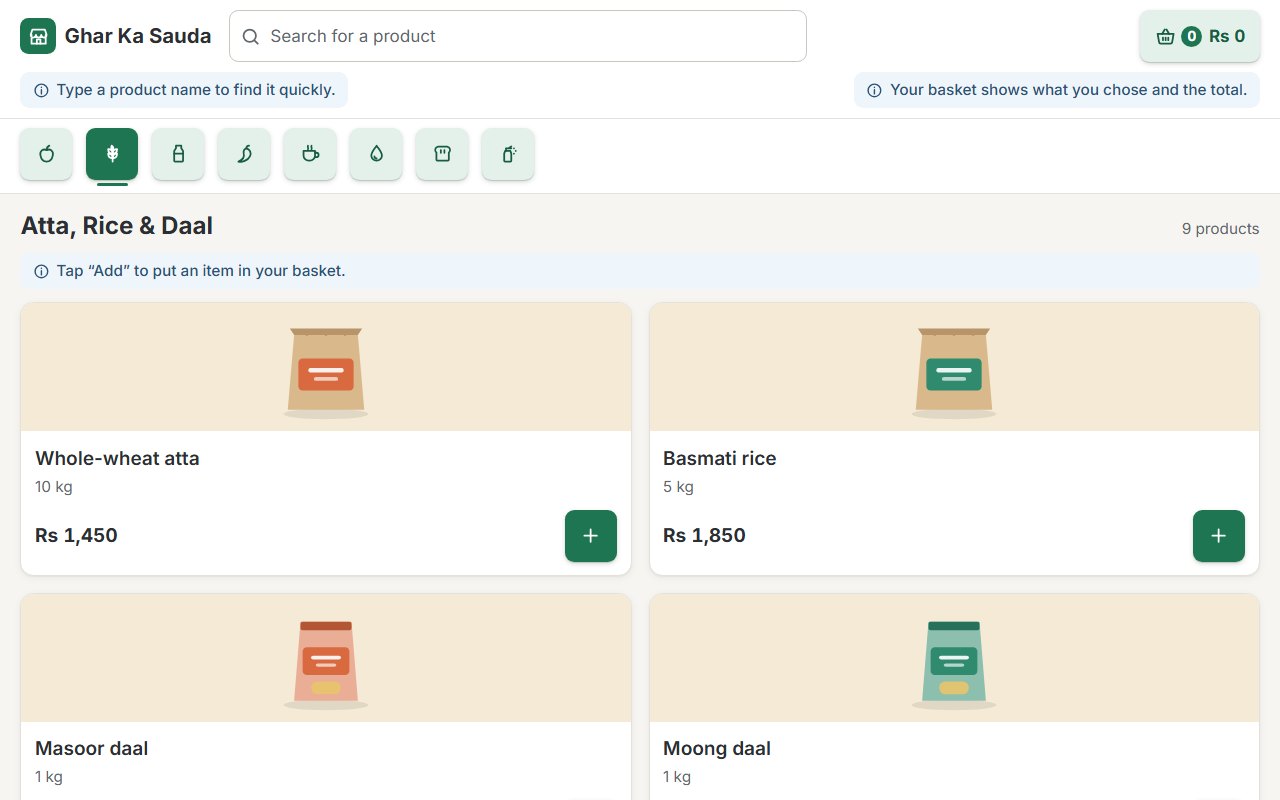 Ghar Ka Sauda
Search for a product
0 Rs 0
Type a product name to find it quickly.
Your basket shows what you chose and the total.
Atta, Rice & Daal
9 products
Tap “Add” to put an item in your basket.
Whole-wheat atta
10 kg
Rs 1,450
Basmati rice
5 kg
Rs 1,850
Masoor daal
1 kg
Moong daal
1 kg